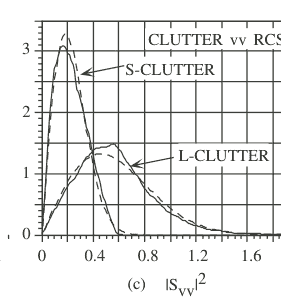 3
CLUTTER vv RCS
S-CLUTTER
2
L-CLUTTER
1
0
0 0.4 0.8 1.2 1.6
(c) |Svv|²